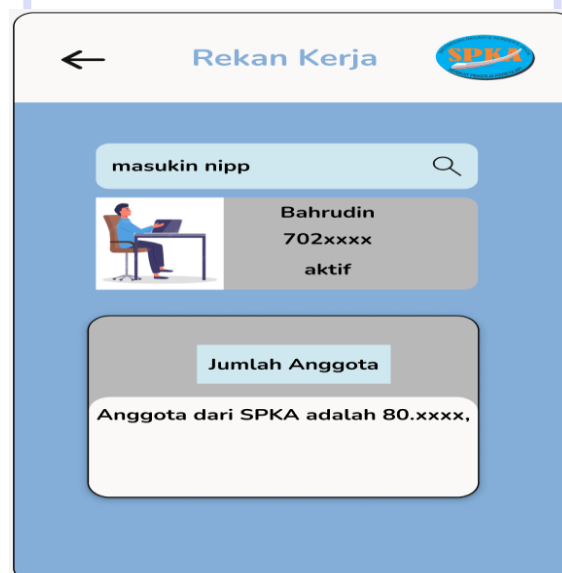 Rekan Kerja
SPKA
masukin nipp
Bahrudin
702xxxx
aktif
Jumlah Anggota
Anggota dari SPKA adalah 80.xxxx,